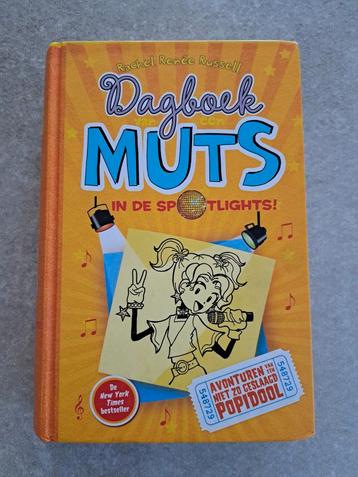 Rachel Renée Russell
Dagboek
van een
MUTS
IN DE SPOTLIGHTS!
De
New York
Times
bestseller
548729
AVONTUREN VAN EEN
NIET ZO GESLAAGD
POPIDOOL
548729